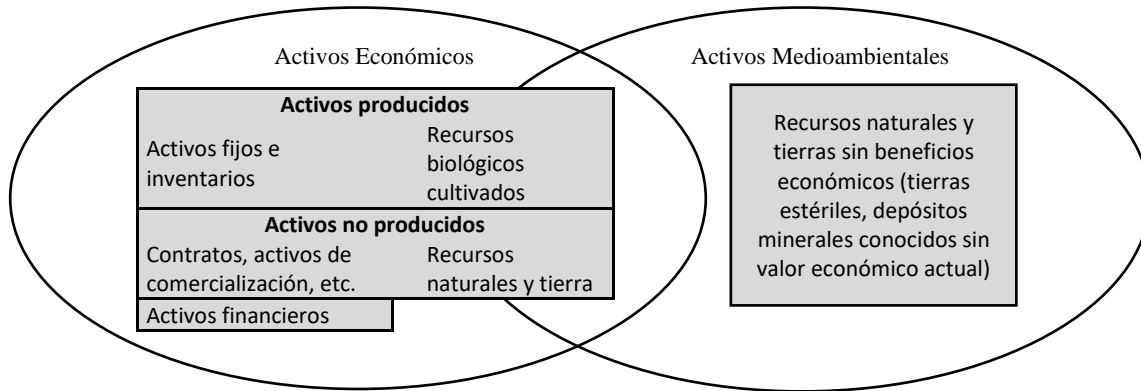 Activos Económicos
Activos Medioambientales
Activos producidos
Activos fijos e
inventarios
Recursos
biológicos
cultivados
Activos no producidos
Contratos, activos de
comercialización, etc.
Recursos
naturales y tierra
Activos financieros
Recursos naturales y
tierras sin beneficios
económicos (tierras
estériles, depósitos
minerales conocidos sin
valor económico actual)